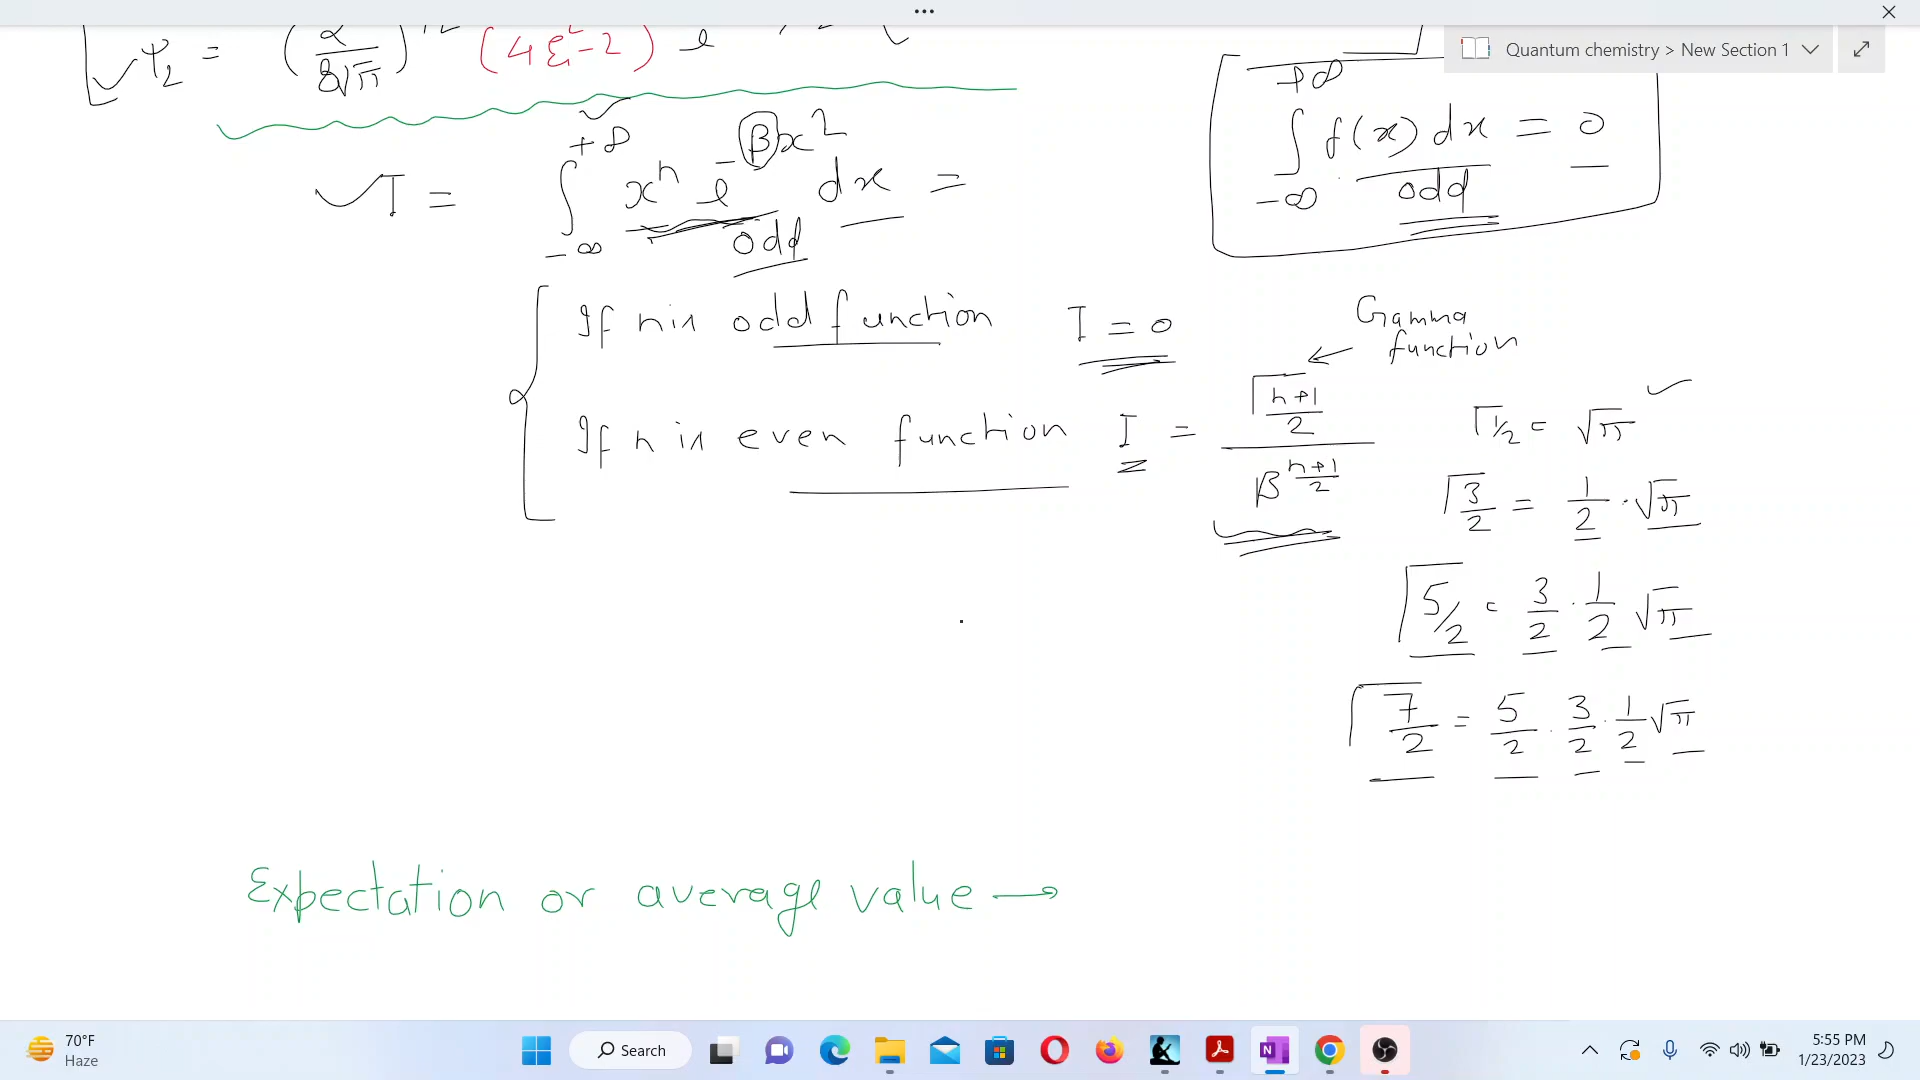 ...
Quantum chemistry > New Section 1
ψ₂ = (α/8√π)^1/2 (4ξ²-2) e
I = ∫_{-∞}^{+∞} xⁿ e^{-βx²} dx =
odd
∫_{-∞}^{+∞} f(x) dx = 0
odd
If n is odd function I = 0
If n is even function I = Γ(n+1)/2 / β^{(n+1)/2}
Gamma
function
Γ1/2 = √π
Γ3/2 = 1/2 · √π
Γ5/2 = 3/2 · 1/2 √π
Γ7/2 = 5/2 · 3/2 · 1/2 √π
Expectation or average value →
70°F
Haze
Search
5:55 PM
1/23/2023